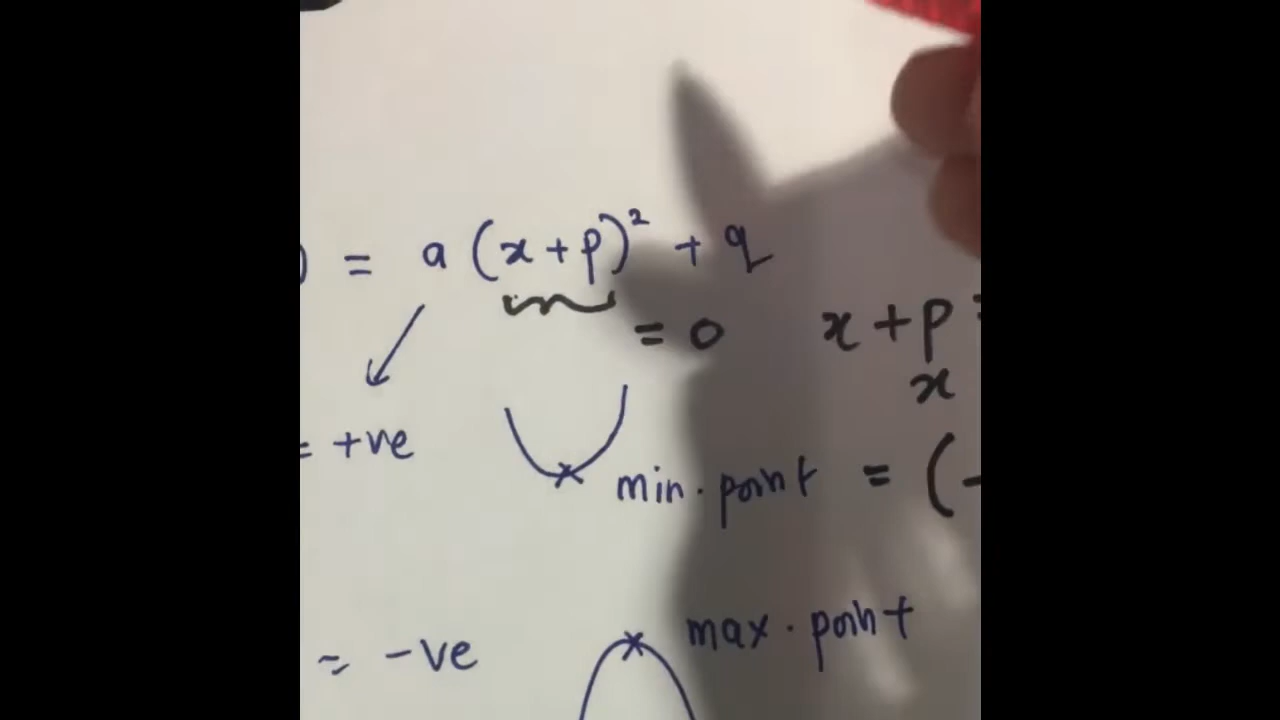 ) = a (x+p)² + q
= 0 x + p =
x
= +ve
min. point = (-
max. point
= -ve